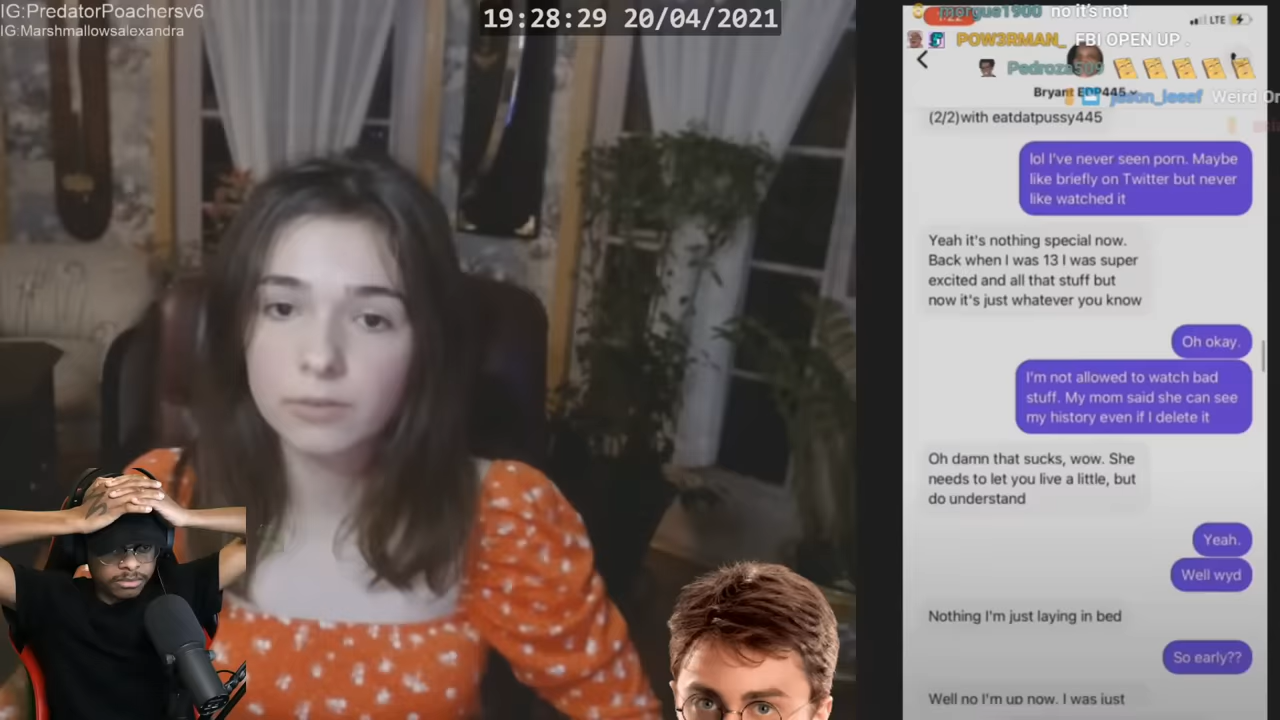 IG:PredatorPoachersv6
IG:Marshmallowsalexandra
19:28:29 20/04/2021
morgue1900 no it's not
LTE
POW3RMAN_ FBI OPEN UP .
Bryant EDP445
Weird
(2/2)with eatdatpussy445
lol I've never seen porn. Maybe
like briefly on Twitter but never
like watched it
Yeah it's nothing special now.
Back when I was 13 I was super
excited and all that stuff but
now it's just whatever you know
Oh okay.
I'm not allowed to watch bad
stuff. My mom said she can see
my history even if I delete it
Oh damn that sucks, wow. She
needs to let you live a little, but
do understand
Yeah.
Well wyd
Nothing I'm just laying in bed
So early??
Well no I'm up now. I was just